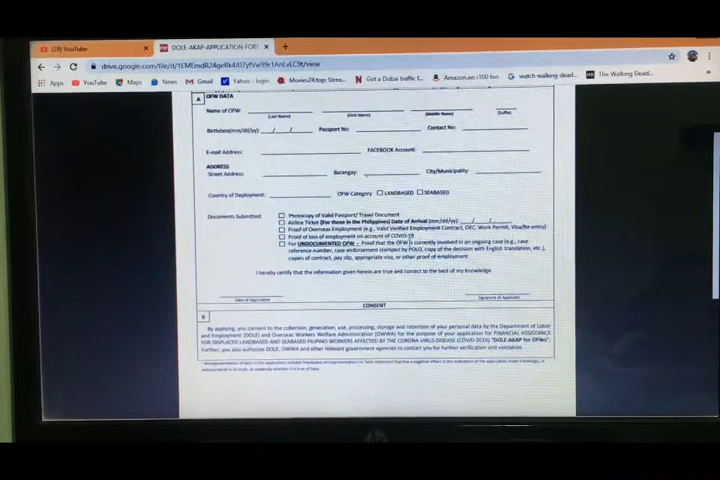 (28) YouTube
DOLE-AKAP-APPLICATION-FOR
drive.google.com/file/d/
Apps YouTube Maps News Gmail Yahoo - login Movies24.top: Strea... Got a Dubai traffic f... Amazon.ae: i100 two watch walking dead... The Walking Dead...
A OFW DATA
Name of OFW:
(Last Name) (First Name) (Middle Name) (Suffix)
Birthdate(mm/dd/yy): / / Passport No: Contact No:
E-mail Address: FACEBOOK Account:
ADDRESS
Street Address: Barangay: City/Municipality:
Country of Deployment: OFW Category LANDBASED SEABASED
Documents Submitted: Photocopy of Valid Passport/ Travel Document
Airline Ticket (For those in the Philippines) Date of Arrival (mm/dd/yy) / /
Proof of Overseas Employment (e.g., Valid Verified Employment Contract, OEC, Work Permit, Visa/Re-entry)
Proof of loss of employment on account of COVID-19
For UNDOCUMENTED OFW - Proof that the OFW is currently involved in an ongoing case (e.g., case
reference number, case endorsement (stamped by POLO, copy of the decision with English translation, etc.),
copies of contract, pay slip, appropriate visa, or other proof of employment
I hereby certify that the information given hereins are true and correct to the best of my knowledge.
Date of Application Signature of Applicant
CONSENT
B
By applying, you consent to the collection, generation, use, processing, storage and retention of your personal data by the Department of Labor
and Employment (DOLE) and Overseas Workers Welfare Administration (OWWA) for the purpose of your application for FINANCIAL ASSISTANCE
FOR DISPLACED LANDBASED AND SEABASED FILIPINO WORKERS AFFECTED BY THE CORONA VIRUS DISEASE (COVID-2019) "DOLE-AKAP for OFWs".
Further, you also authorize DOLE, OWWA and other relevant government agencies to contact you for further verification and validation.
hp